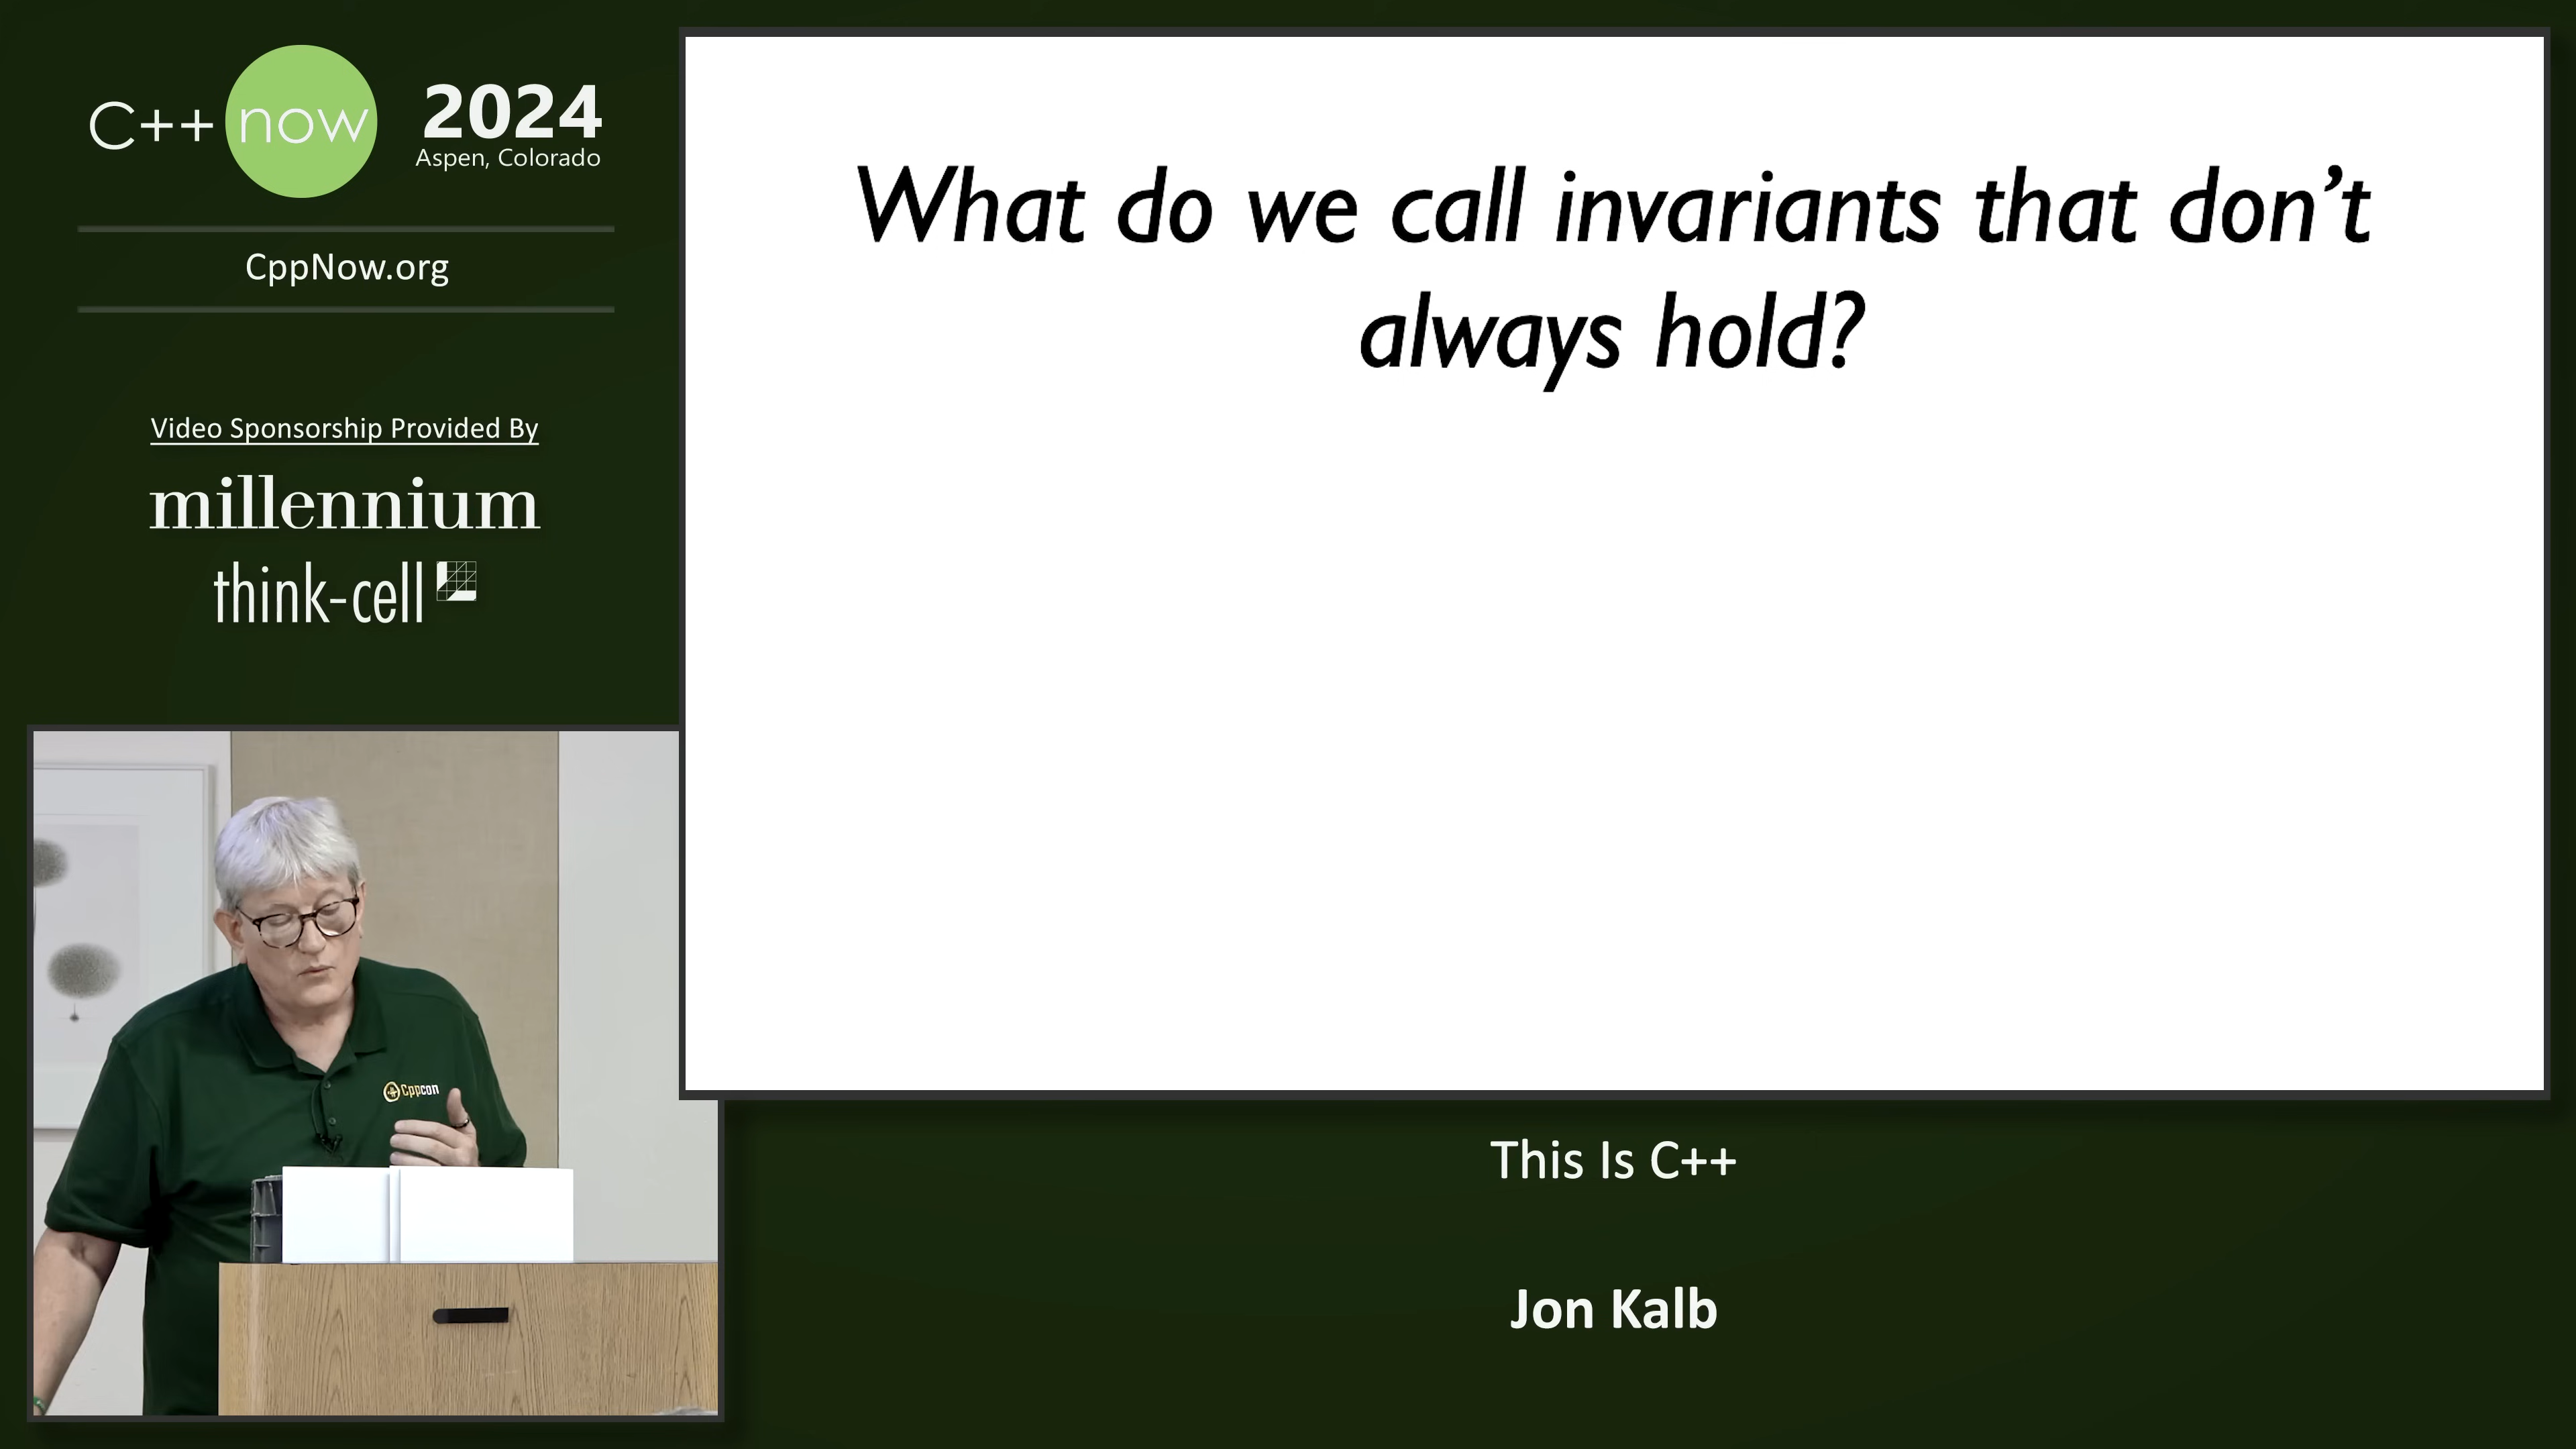 C++ now
2024
Aspen, Colorado
CppNow.org
Video Sponsorship Provided By
millennium
think-cell
What do we call invariants that don’t
always hold?
Cppcon
This Is C++
Jon Kalb